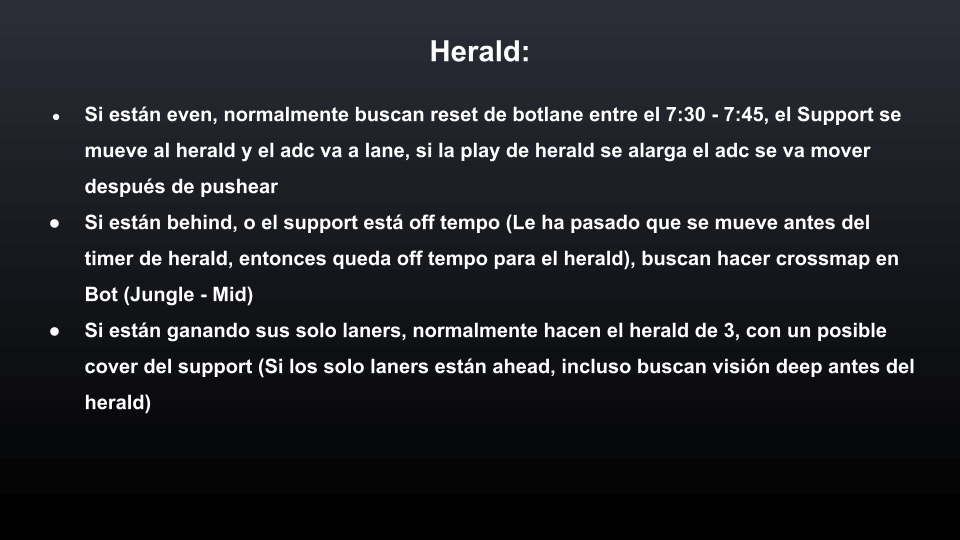 Herald:
● Si están even, normalmente buscan reset de botlane entre el 7:30 - 7:45, el Support se
mueve al herald y el adc va a lane, si la play de herald se alarga el adc se va mover
después de pushear
● Si están behind, o el support está off tempo (Le ha pasado que se mueve antes del
timer de herald, entonces queda off tempo para el herald), buscan hacer crossmap en
Bot (Jungle - Mid)
● Si están ganando sus solo laners, normalmente hacen el herald de 3, con un posible
cover del support (Si los solo laners están ahead, incluso buscan visión deep antes del
herald)